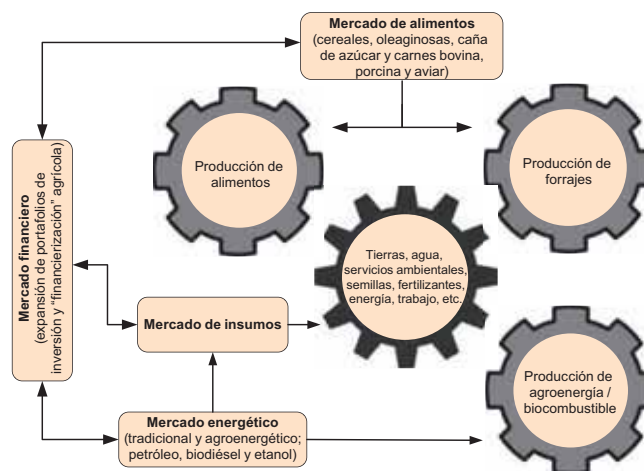 Mercado de alimentos
(cereales, oleaginosas, caña
de azúcar y carnes bovina,
porcina y aviar)
Producción de
alimentos
Producción de
forrajes
Mercado financiero
(expansión de portafolios de
inversión y "financierización" agrícola)
Tierras, agua,
servicios ambientales,
semillas, fertilizantes,
energía, trabajo, etc.
Mercado de insumos
Producción de
agroenergía /
biocombustible
Mercado energético
(tradicional y agroenergético;
petróleo, biodiésel y etanol)